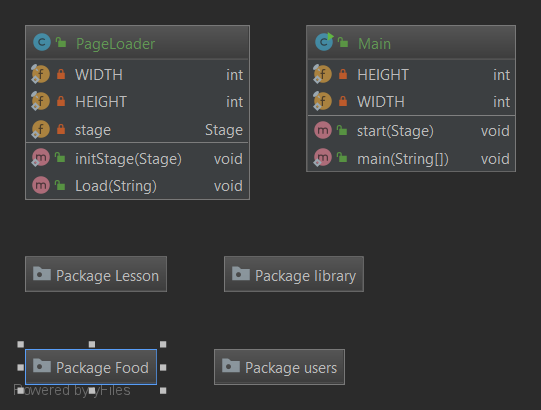 PageLoader
WIDTH int
HEIGHT int
stage Stage
initStage(Stage) void
Load(String) void
Main
HEIGHT int
WIDTH int
start(Stage) void
main(String[]) void
Package Lesson
Package library
Package Food
Package users
Powered by yFiles